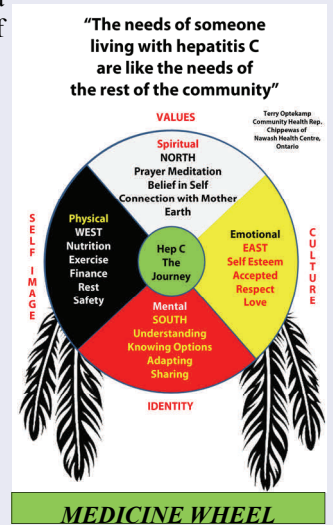 “The needs of someone
living with hepatitis C
are like the needs of
the rest of the community”
Terry Optekamp
Community Health Rep.
Chippewas of
Nawash Health Centre,
Ontario
VALUES
Spiritual
NORTH
Prayer Meditation
Belief in Self
Connection with Mother
Earth
SELF IMAGE
Physical
WEST
Nutrition
Exercise
Finance
Rest
Safety
Hep C
The
Journey
Emotional
EAST
Self Esteem
Accepted
Respect
Love
CULTURE
Mental
SOUTH
Understanding
Knowing Options
Adapting
Sharing
IDENTITY
MEDICINE WHEEL